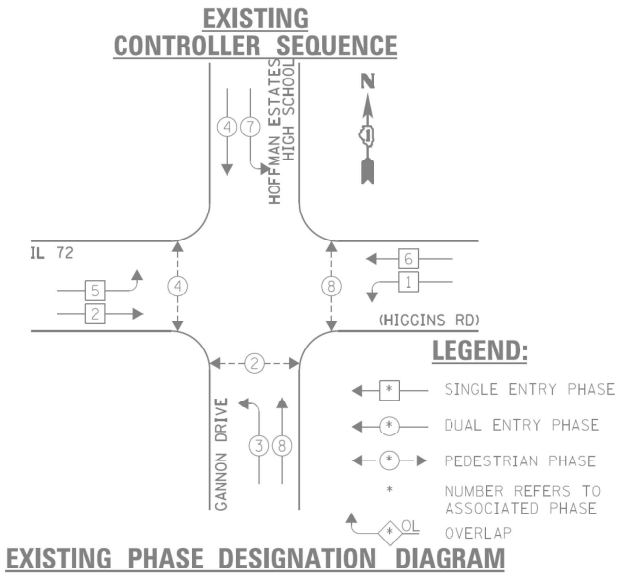 EXISTING
CONTROLLER SEQUENCE
HOFFMAN ESTATES
HIGH SCHOOL
N
4
7
IL 72
6
1
5
2
4
8
(HIGGINS RD)
2
GANNON DRIVE
3
8
LEGEND:
* SINGLE ENTRY PHASE
* DUAL ENTRY PHASE
* PEDESTRIAN PHASE
* NUMBER REFERS TO
ASSOCIATED PHASE
* OL OVERLAP
EXISTING PHASE DESIGNATION DIAGRAM